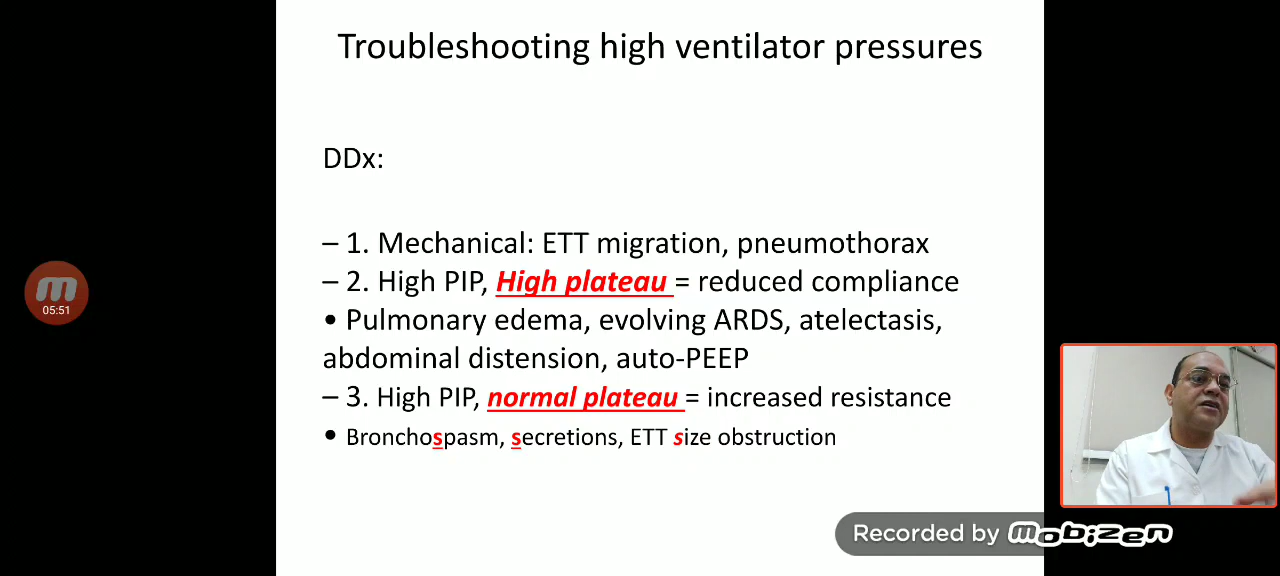 Troubleshooting high ventilator pressures
DDx:
– 1. Mechanical: ETT migration, pneumothorax
– 2. High PIP, High plateau = reduced compliance
• Pulmonary edema, evolving ARDS, atelectasis,
abdominal distension, auto-PEEP
– 3. High PIP, normal plateau = increased resistance
• Bronchospasm, secretions, ETT size obstruction
05:51
Recorded by mobizen